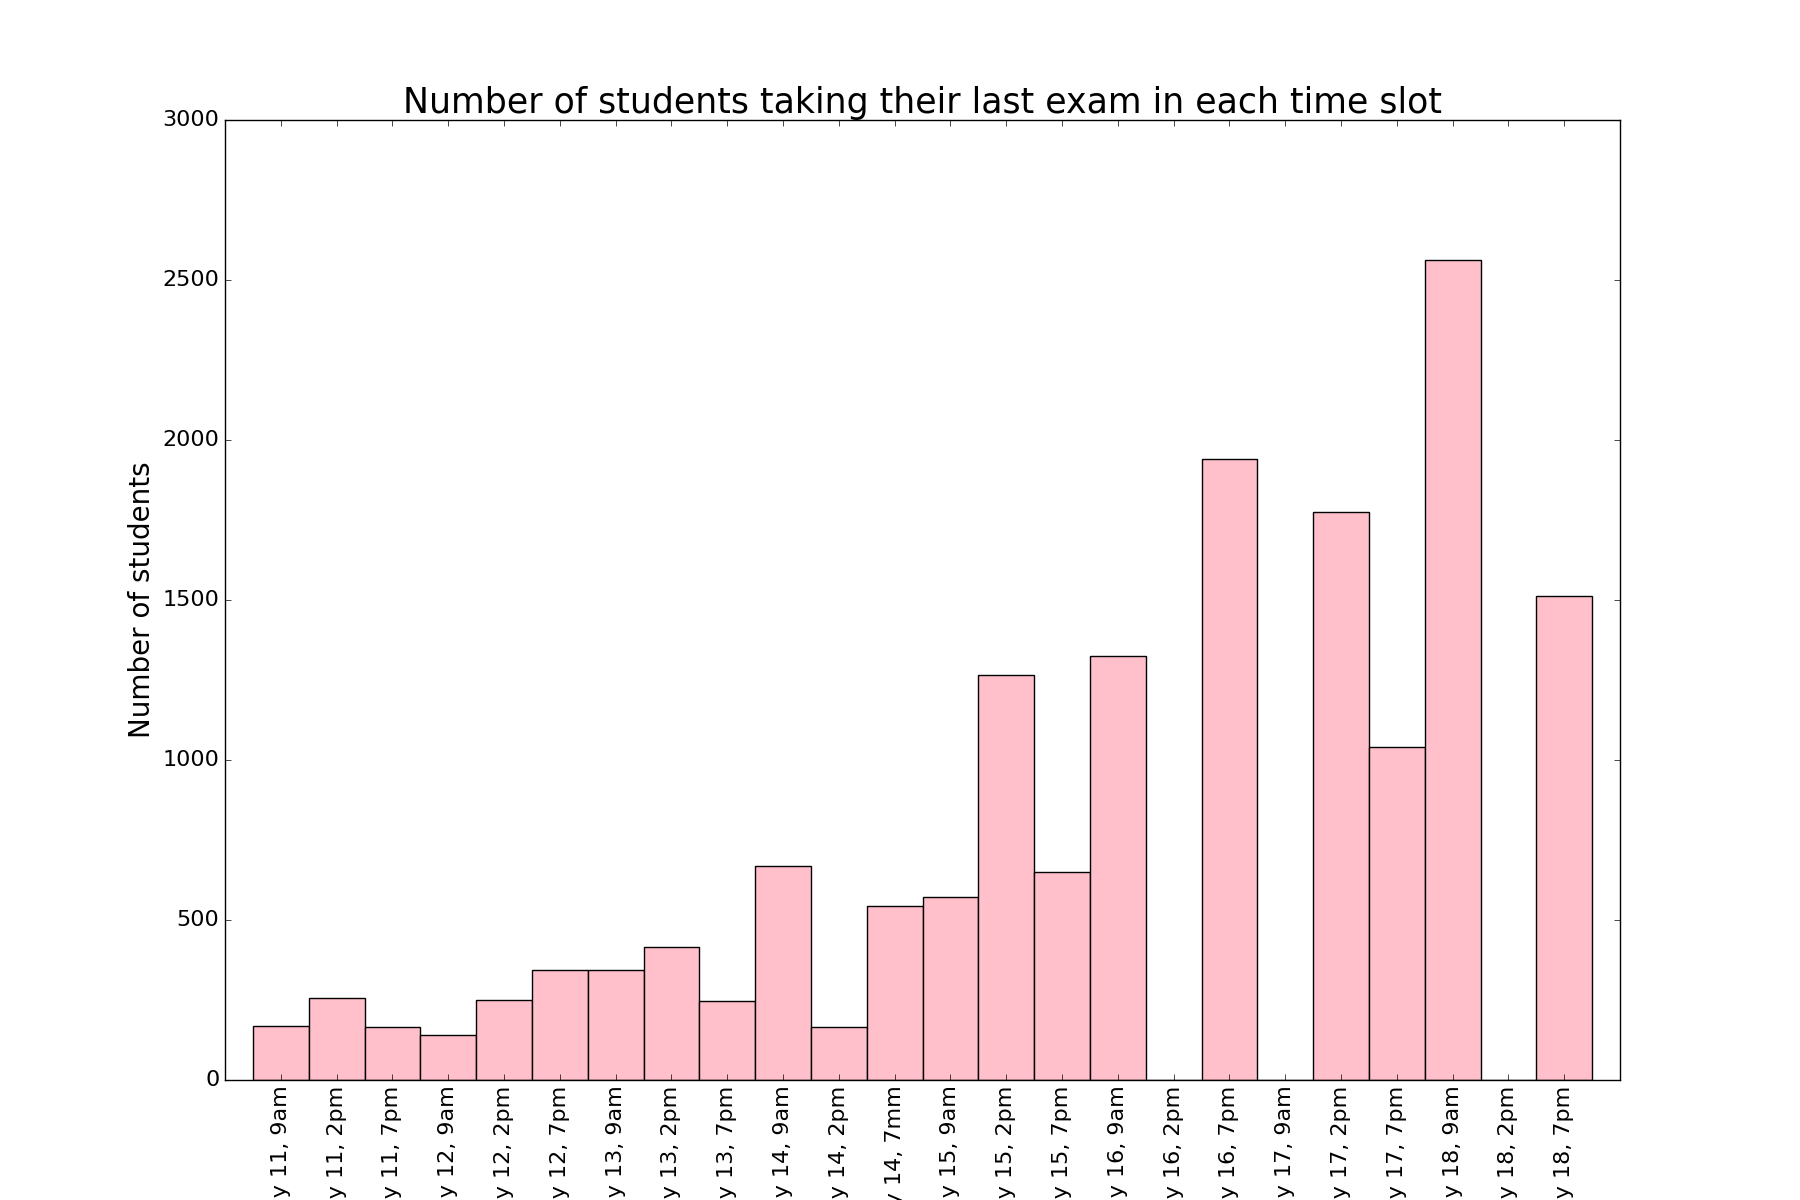 Number of students taking their last exam in each time slot
Number of students
3000
2500
2000
1500
1000
500
0
y 11, 9am
y 11, 2pm
y 11, 7pm
y 12, 9am
y 12, 2pm
y 12, 7pm
y 13, 9am
y 13, 2pm
y 13, 7pm
y 14, 9am
y 14, 2pm
y 14, 7mm
y 15, 9am
y 15, 2pm
y 15, 7pm
y 16, 9am
y 16, 2pm
y 16, 7pm
y 17, 9am
y 17, 2pm
y 17, 7pm
y 18, 9am
y 18, 2pm
y 18, 7pm